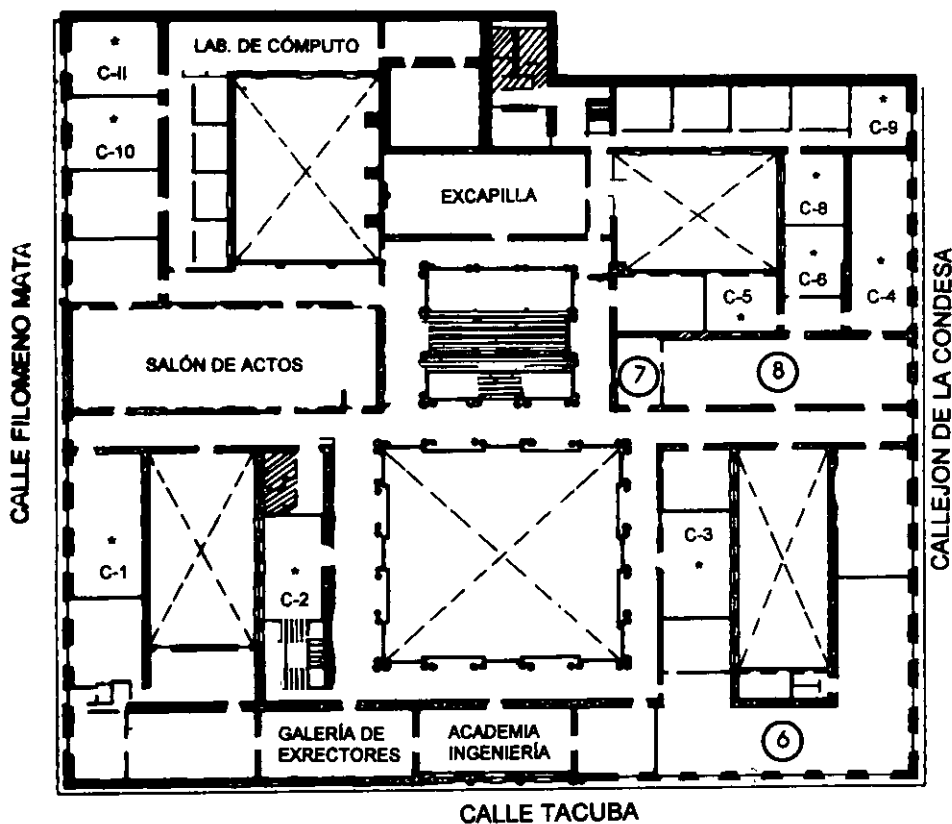 LAB. DE CÓMPUTO
*
C-11
*
C-10
*
C-9
EXCAPILLA
*
C-8
*
C-6
*
C-4
C-5
*
SALÓN DE ACTOS
7
8
CALLE FILOMENO MATA
CALLEJON DE LA CONDESA
*
C-1
*
C-2
C-3
*
GALERÍA DE
EXRECTORES
ACADEMIA
INGENIERÍA
6
CALLE TACUBA